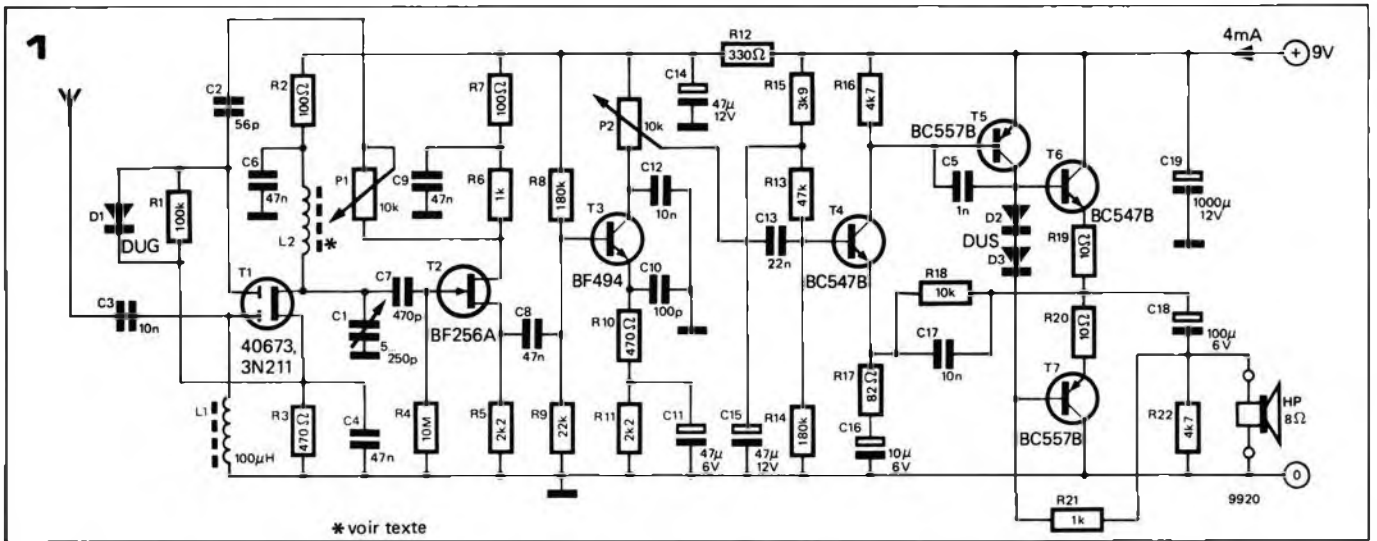 1
R12
330Ω
4mA
+ 9V
C2
56p
R2
100Ω
R7
100Ω
C14
47µ
12V
R15
3k9
R16
4k7
T5
BC557B
P2
10k
C6
47n
P1
10k
C9
47n
R6
1k
R8
180k
C12
10n
R13
47k
C5
1n
T6
BC547B
C19
1000µ
12V
D1
DUG
R1
100k
L2
*
T3
BF494
C13
22n
T4
BC547B
D2
DUS
D3
R19
10Ω
T1
C7
470p
T2
BF256A
C10
100p
R18
10k
C3
10n
40673,
3N211
C1
5...
250p
C8
47n
R10
470Ω
C17
10n
R20
10Ω
C18
100µ
6V
R17
82Ω
T7
BC557B
L1
100µH
R3
470Ω
C4
47n
R4
10M
R5
2k2
R9
22k
R11
2k2
C11
47µ
6V
C15
47µ
12V
R14
180k
C16
10µ
6V
R22
4k7
HP
8Ω
0
9920
R21
1k
* voir texte